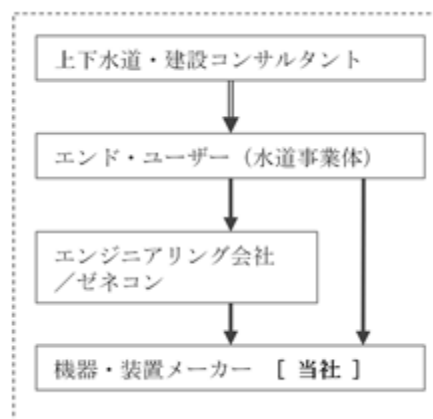 上下水道・建設コンサルタント
エンド・ユーザー（水道事業体）
エンジニアリング会社
／ゼネコン
機器・装置メーカー ［ 当社 ］